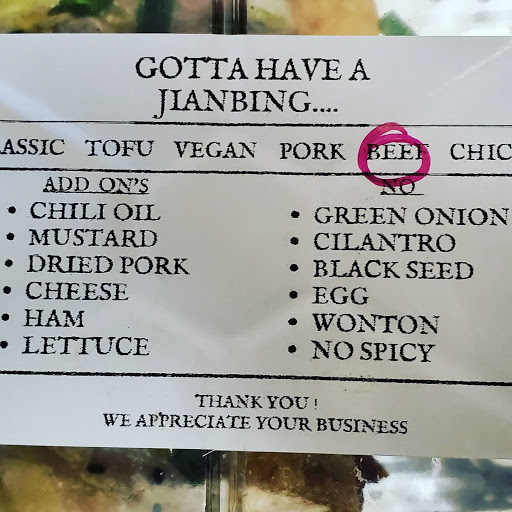 GOTTA HAVE A
JIANBING....
ASSIC TOFU VEGAN PORK BEEF CHIC
ADD ON'S
• CHILI OIL
• MUSTARD
• DRIED PORK
• CHEESE
• HAM
• LETTUCE
NO
• GREEN ONION
• CILANTRO
• BLACK SEED
• EGG
• WONTON
• NO SPICY
THANK YOU !
WE APPRECIATE YOUR BUSINESS